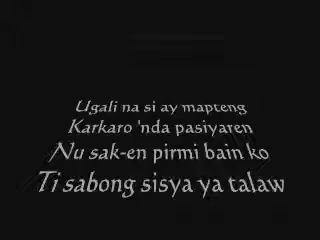 Ugali na si ay mapteng
Karkaro 'nda pasiyaren
Nu sak-en pirmi bain ko
Ti sabong sisya ya talaw